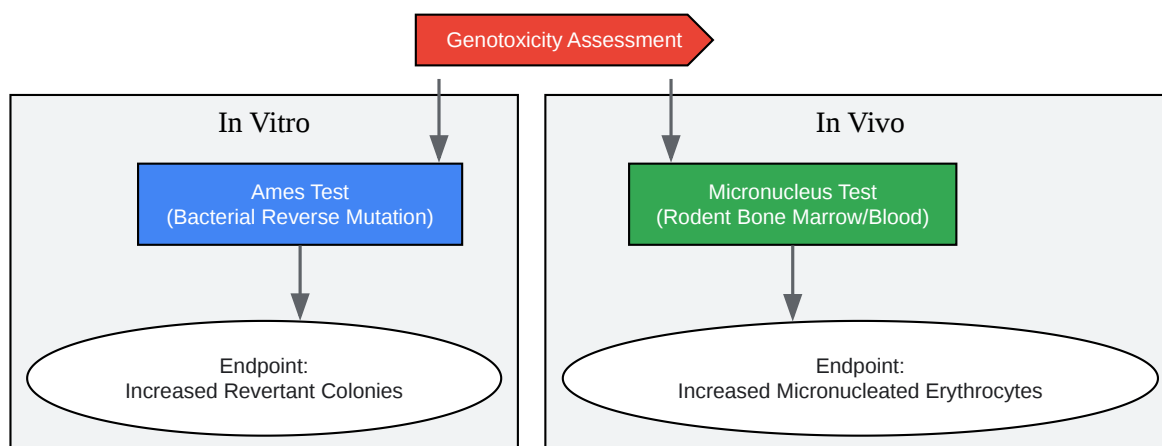 Genotoxicity Assessment
In Vitro
Ames Test
(Bacterial Reverse Mutation)
Endpoint:
Increased Revertant Colonies
In Vivo
Micronucleus Test
(Rodent Bone Marrow/Blood)
Endpoint:
Increased Micronucleated Erythrocytes